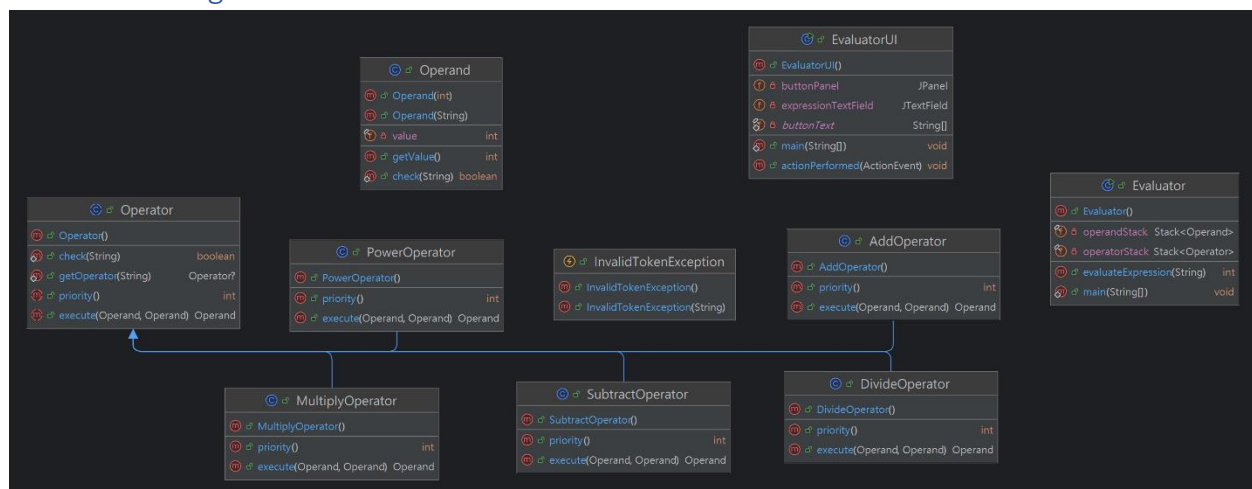 Operand
Operand(int)
Operand(String)
value int
getValue() int
check(String) boolean
EvaluatorUI
EvaluatorUI()
buttonPanel JPanel
expressionTextField JTextField
buttonText String[]
main(String[]) void
actionPerformed(ActionEvent) void
Operator
Operator()
check(String) boolean
getOperator(String) Operator?
priority() int
execute(Operand, Operand) Operand
PowerOperator
PowerOperator()
priority() int
execute(Operand, Operand) Operand
InvalidTokenException
InvalidTokenException()
InvalidTokenException(String)
AddOperator
AddOperator()
priority() int
execute(Operand, Operand) Operand
Evaluator
Evaluator()
operandStack Stack<Operand>
operatorStack Stack<Operator>
evaluateExpression(String) int
main(String[]) void
MultiplyOperator
MultiplyOperator()
priority() int
execute(Operand, Operand) Operand
SubtractOperator
SubtractOperator()
priority() int
execute(Operand, Operand) Operand
DivideOperator
DivideOperator()
priority() int
execute(Operand, Operand) Operand